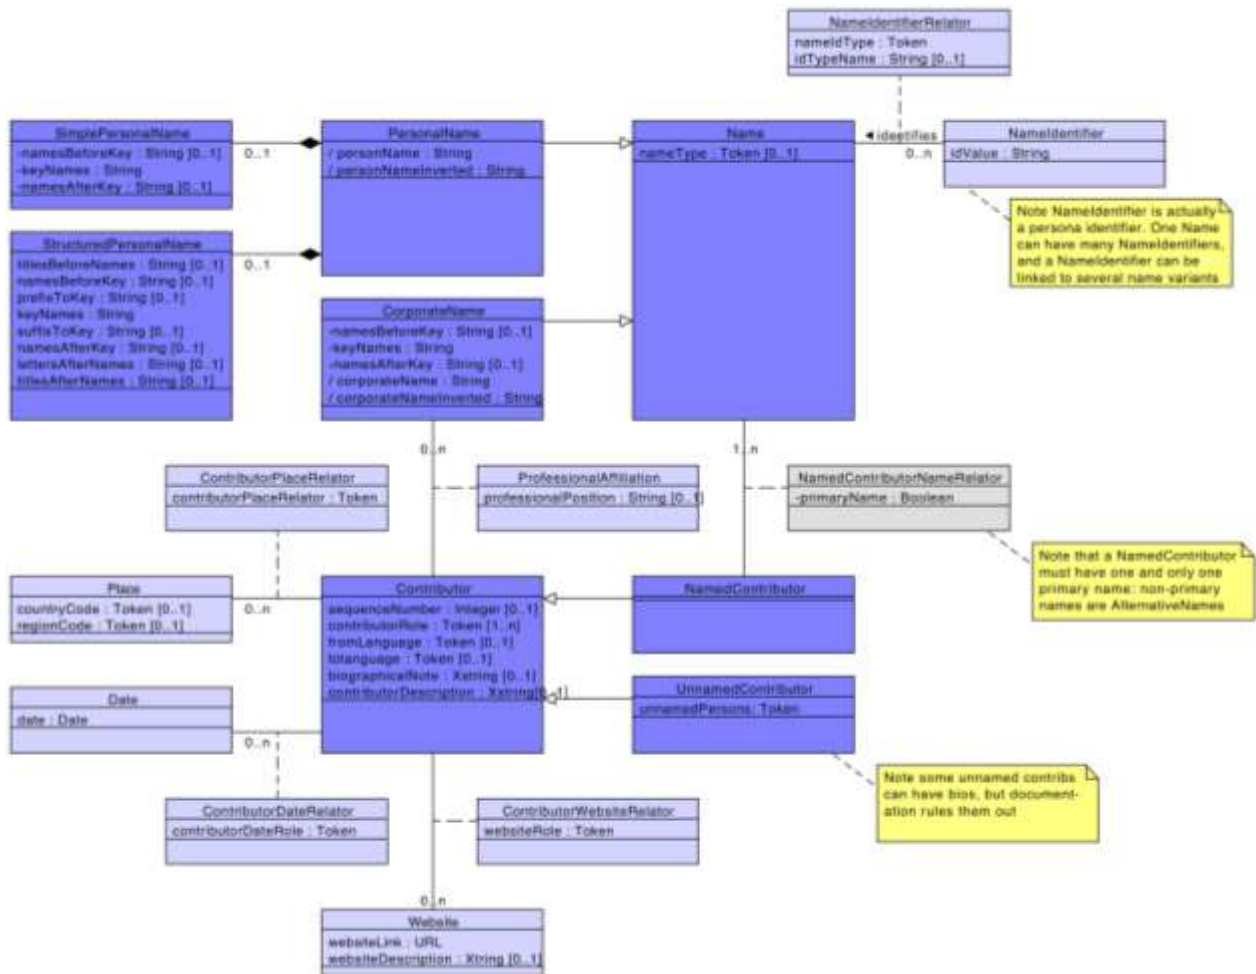 NameIdentifierRelator
nameIdType : Token
idTypeName : String [0..1]
SimplePersonalName
-namesBeforeKey : String [0..1]
-keyNames : String
-namesAfterKey : String [0..1]
0..1
PersonalName
/ personName : String
/ personNameInverted : String
Name
nameType : Token [0..1]
identifies
0..n
NameIdentifier
idValue : String
Note NameIdentifier is actually
a persona identifier. One Name
can have many NameIdentifiers,
and a NameIdentifier can be
linked to several name variants
StructuredPersonalName
titlesBeforeNames : String [0..1]
namesBeforeKey : String [0..1]
prefixToKey : String [0..1]
keyNames : String
suffixToKey : String [0..1]
namesAfterKey : String [0..1]
lettersAfterNames : String [0..1]
titlesAfterNames : String [0..1]
0..1
CorporateName
-namesBeforeKey : String [0..1]
-keyNames : String
-namesAfterKey : String [0..1]
/ corporateName : String
/ corporateNameInverted : String
0..n
1..n
ContributorPlaceRelator
contributorPlaceRelator : Token
ProfessionalAffiliation
professionalPosition : String [0..1]
NamedContributorNameRelator
-primaryName : Boolean
Note that a NamedContributor
must have one and only one
primary name: non-primary
names are AlternativeNames
Place
countryCode : Token [0..1]
regionCode : Token [0..1]
0..n
Contributor
sequenceNumber : Integer [0..1]
contributorRole : Token [1..n]
fromLanguage : Token [0..1]
tolanguage : Token [0..1]
biographicalNote : Xstring [0..1]
contributorDescription : Xstring[0..1]
NamedContributor
Date
date : Date
0..n
UnnamedContributor
unnamedPersons: Token
Note some unnamed contribs
can have bios, but document-
ation rules them out
ContributorDateRelator
contributorDateRole : Token
ContributorWebsiteRelator
websiteRole : Token
0..n
Website
websiteLink : URL
websiteDescription : Xtring [0..1]